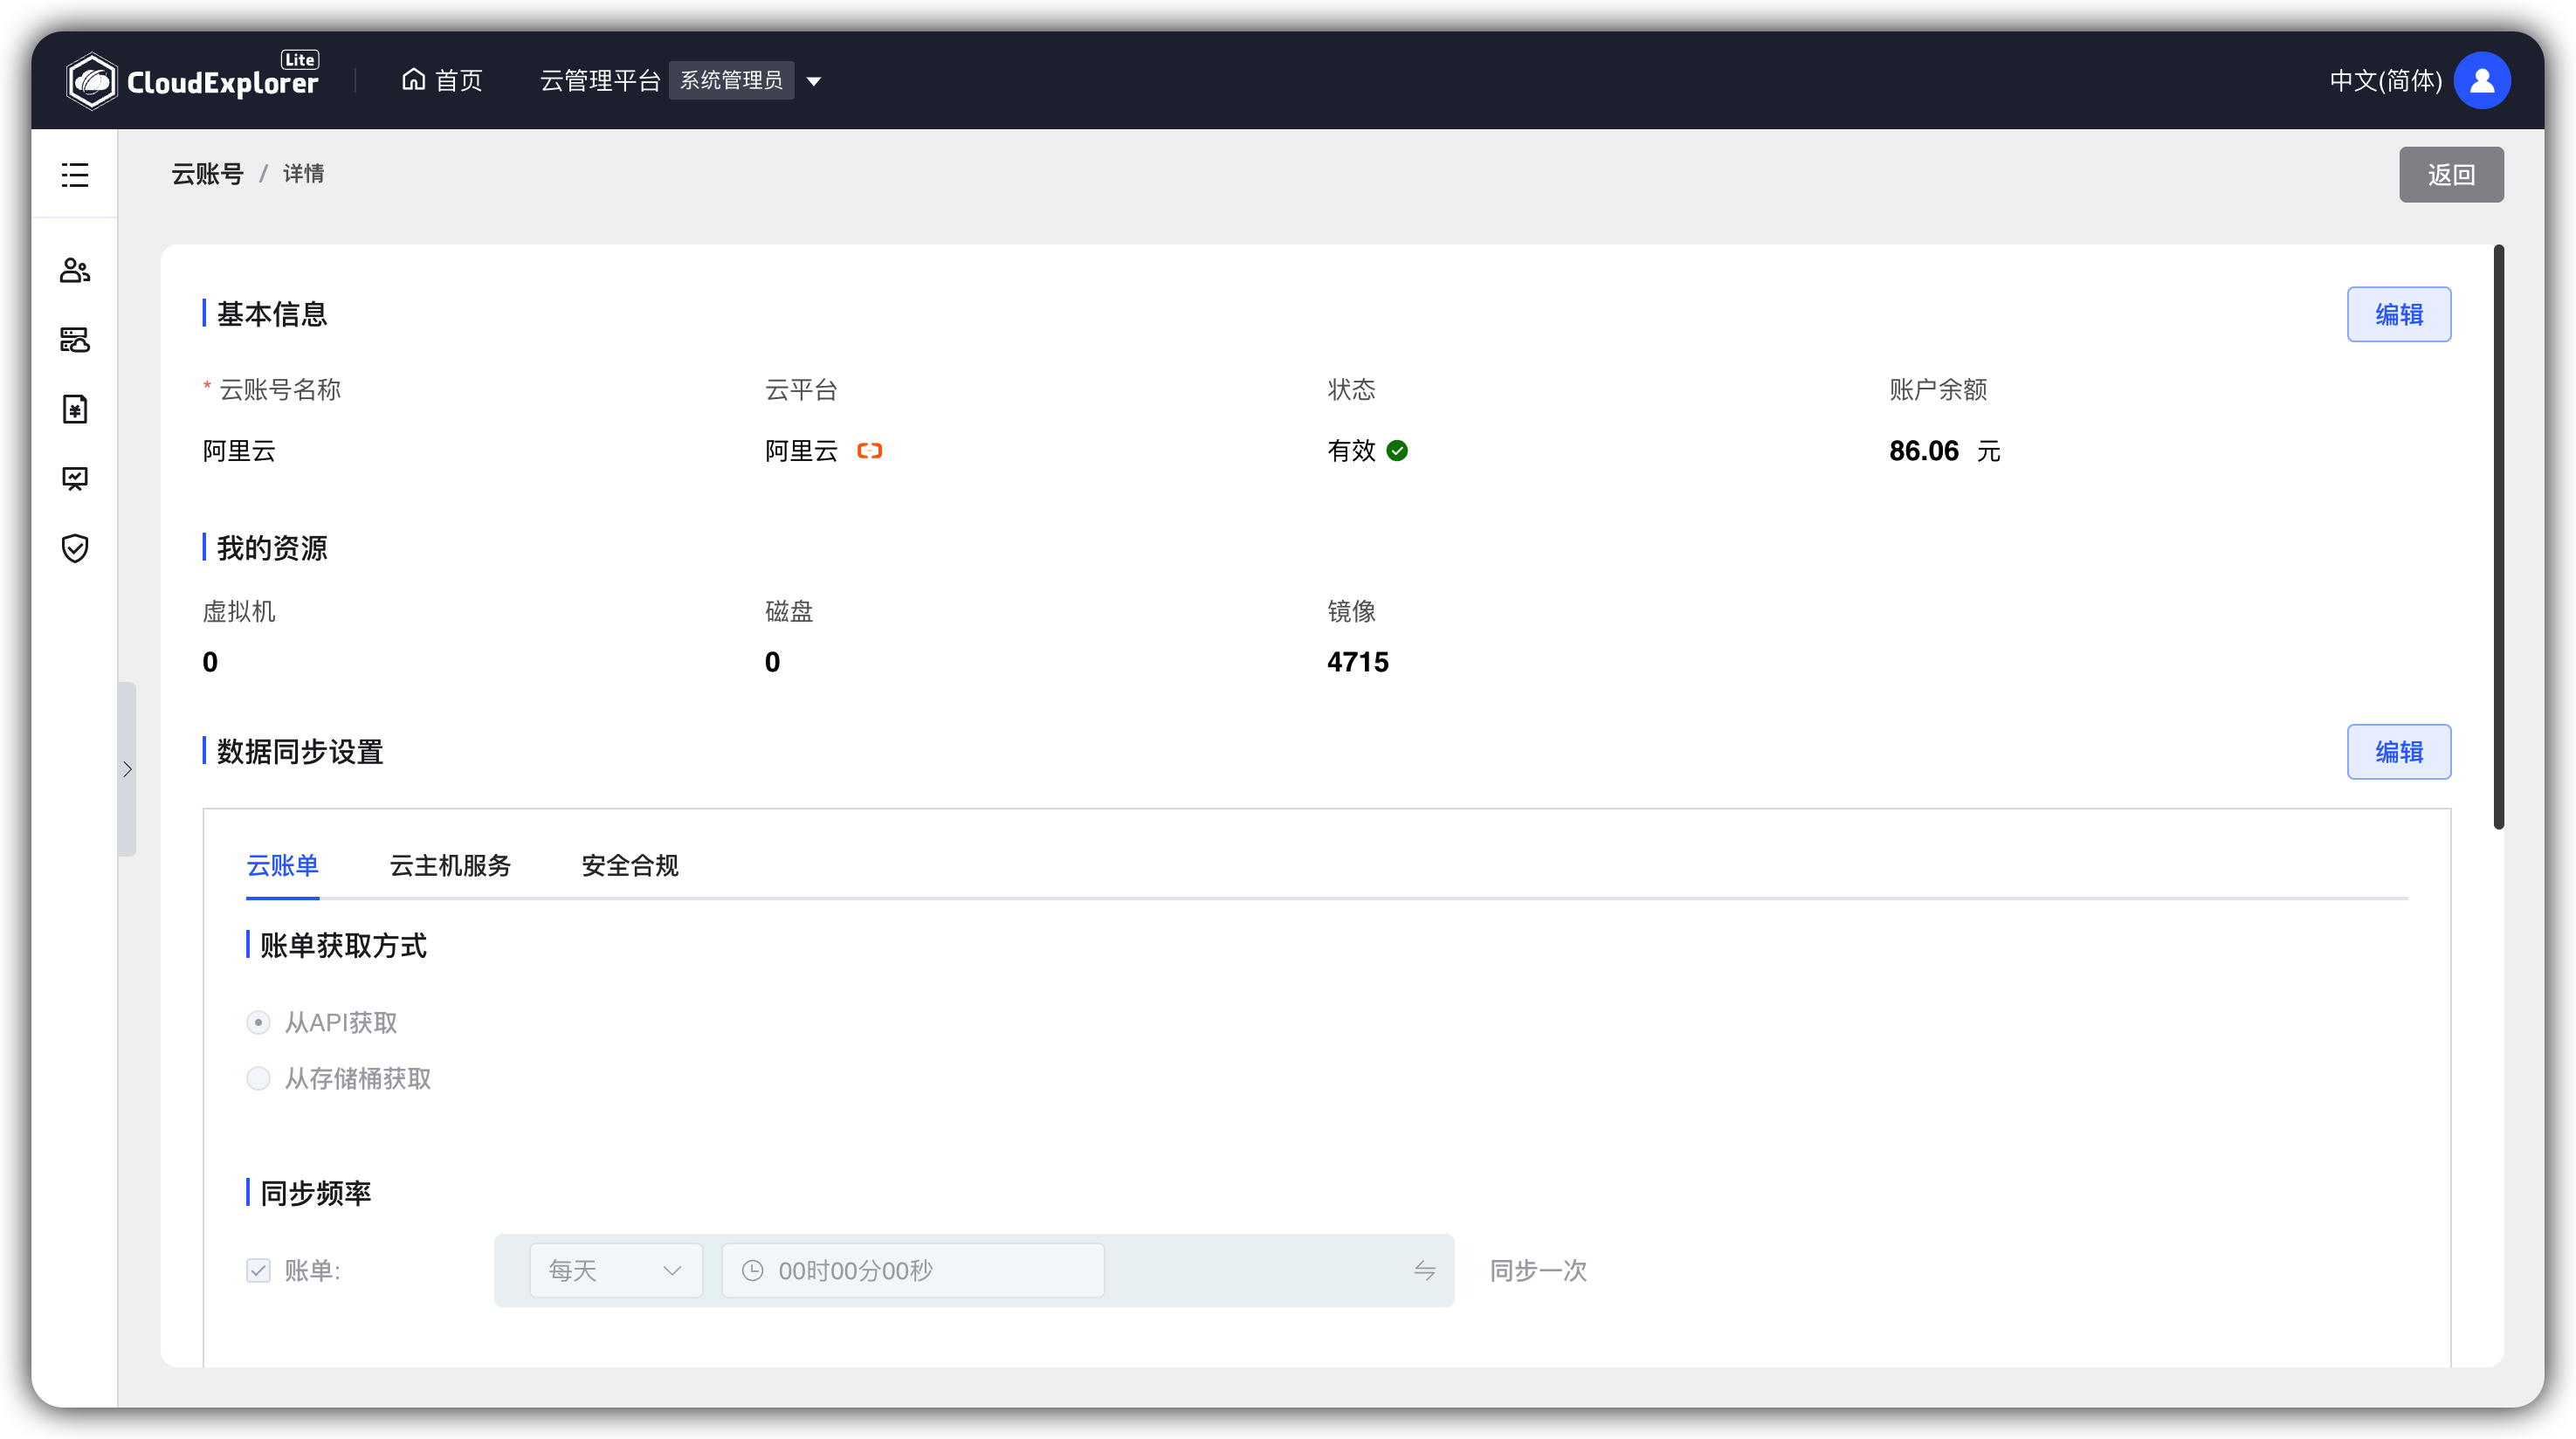 CloudExplorer Lite 首页 云管理平台 系统管理员 中文(简体)
云账号 / 详情 返回
基本信息 编辑
* 云账号名称 云平台 状态 账户余额
阿里云 阿里云 有效 86.06 元
我的资源
虚拟机 磁盘 镜像
0 0 4715
数据同步设置 编辑
云账单 云主机服务 安全合规
账单获取方式
从API获取
从存储桶获取
同步频率
账单: 每天 00时00分00秒 同步一次